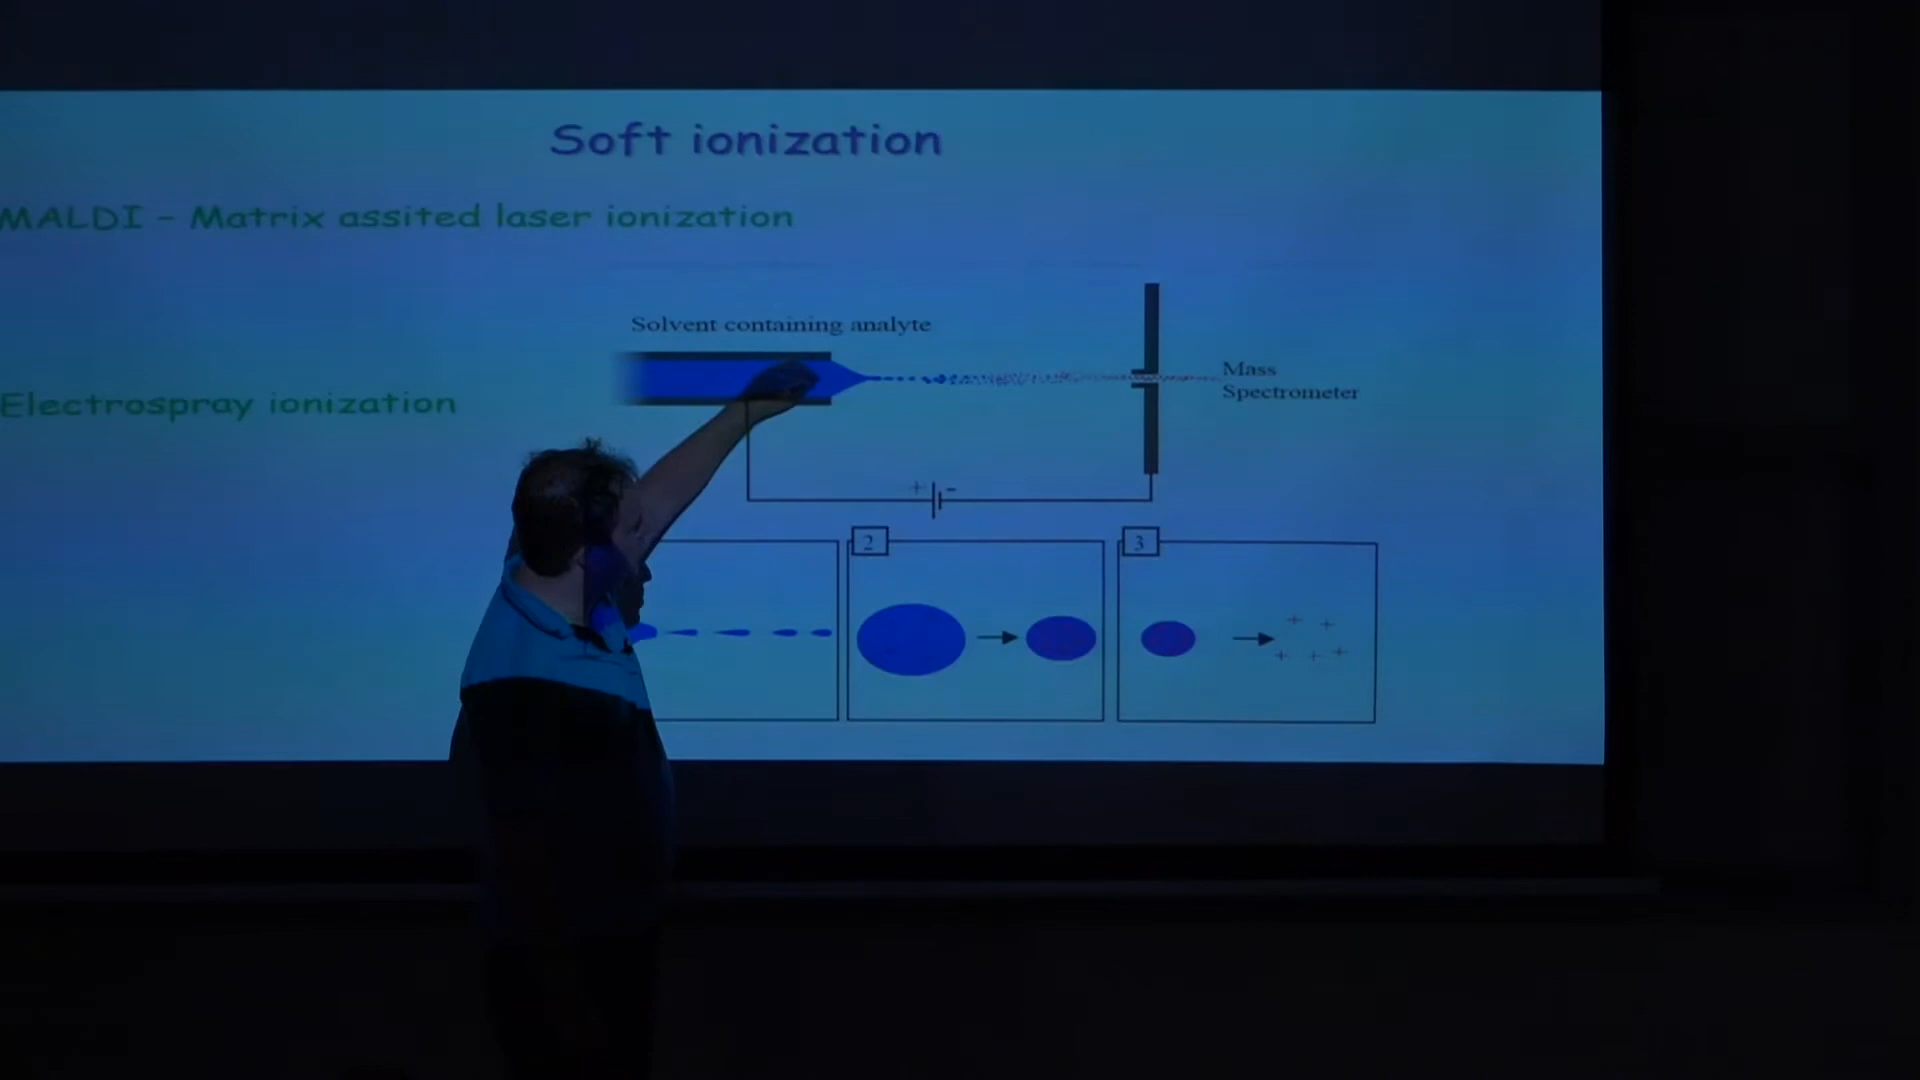 Soft ionization
MALDI – Matrix assited laser ionization
Solvent containing analyte
Mass
Spectrometer
Electrospray ionization
+ -
2
3
+ +
+ + +